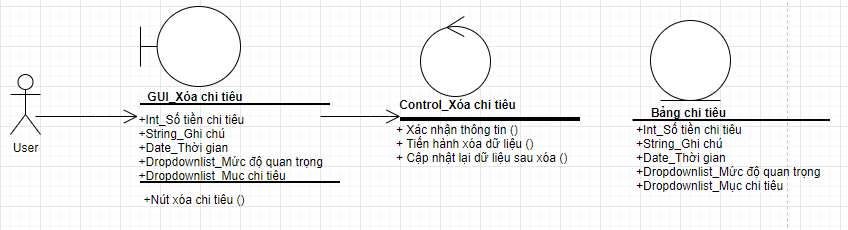 User
GUI_Xóa chi tiêu
+Int_Số tiền chi tiêu
+String_Ghi chú
+Date_Thời gian
+Dropdownlist_Mức độ quan trọng
+Dropdownlist_Mục chi tiêu
+Nút xóa chi tiêu ()
Control_Xóa chi tiêu
+ Xác nhận thông tin ()
+ Tiến hành xóa dữ liệu ()
+ Cập nhật lại dữ liệu sau xóa ()
Bảng chi tiêu
+Int_Số tiền chi tiêu
+String_Ghi chú
+Date_Thời gian
+Dropdownlist_Mức độ quan trọng
+Dropdownlist_Mục chi tiêu